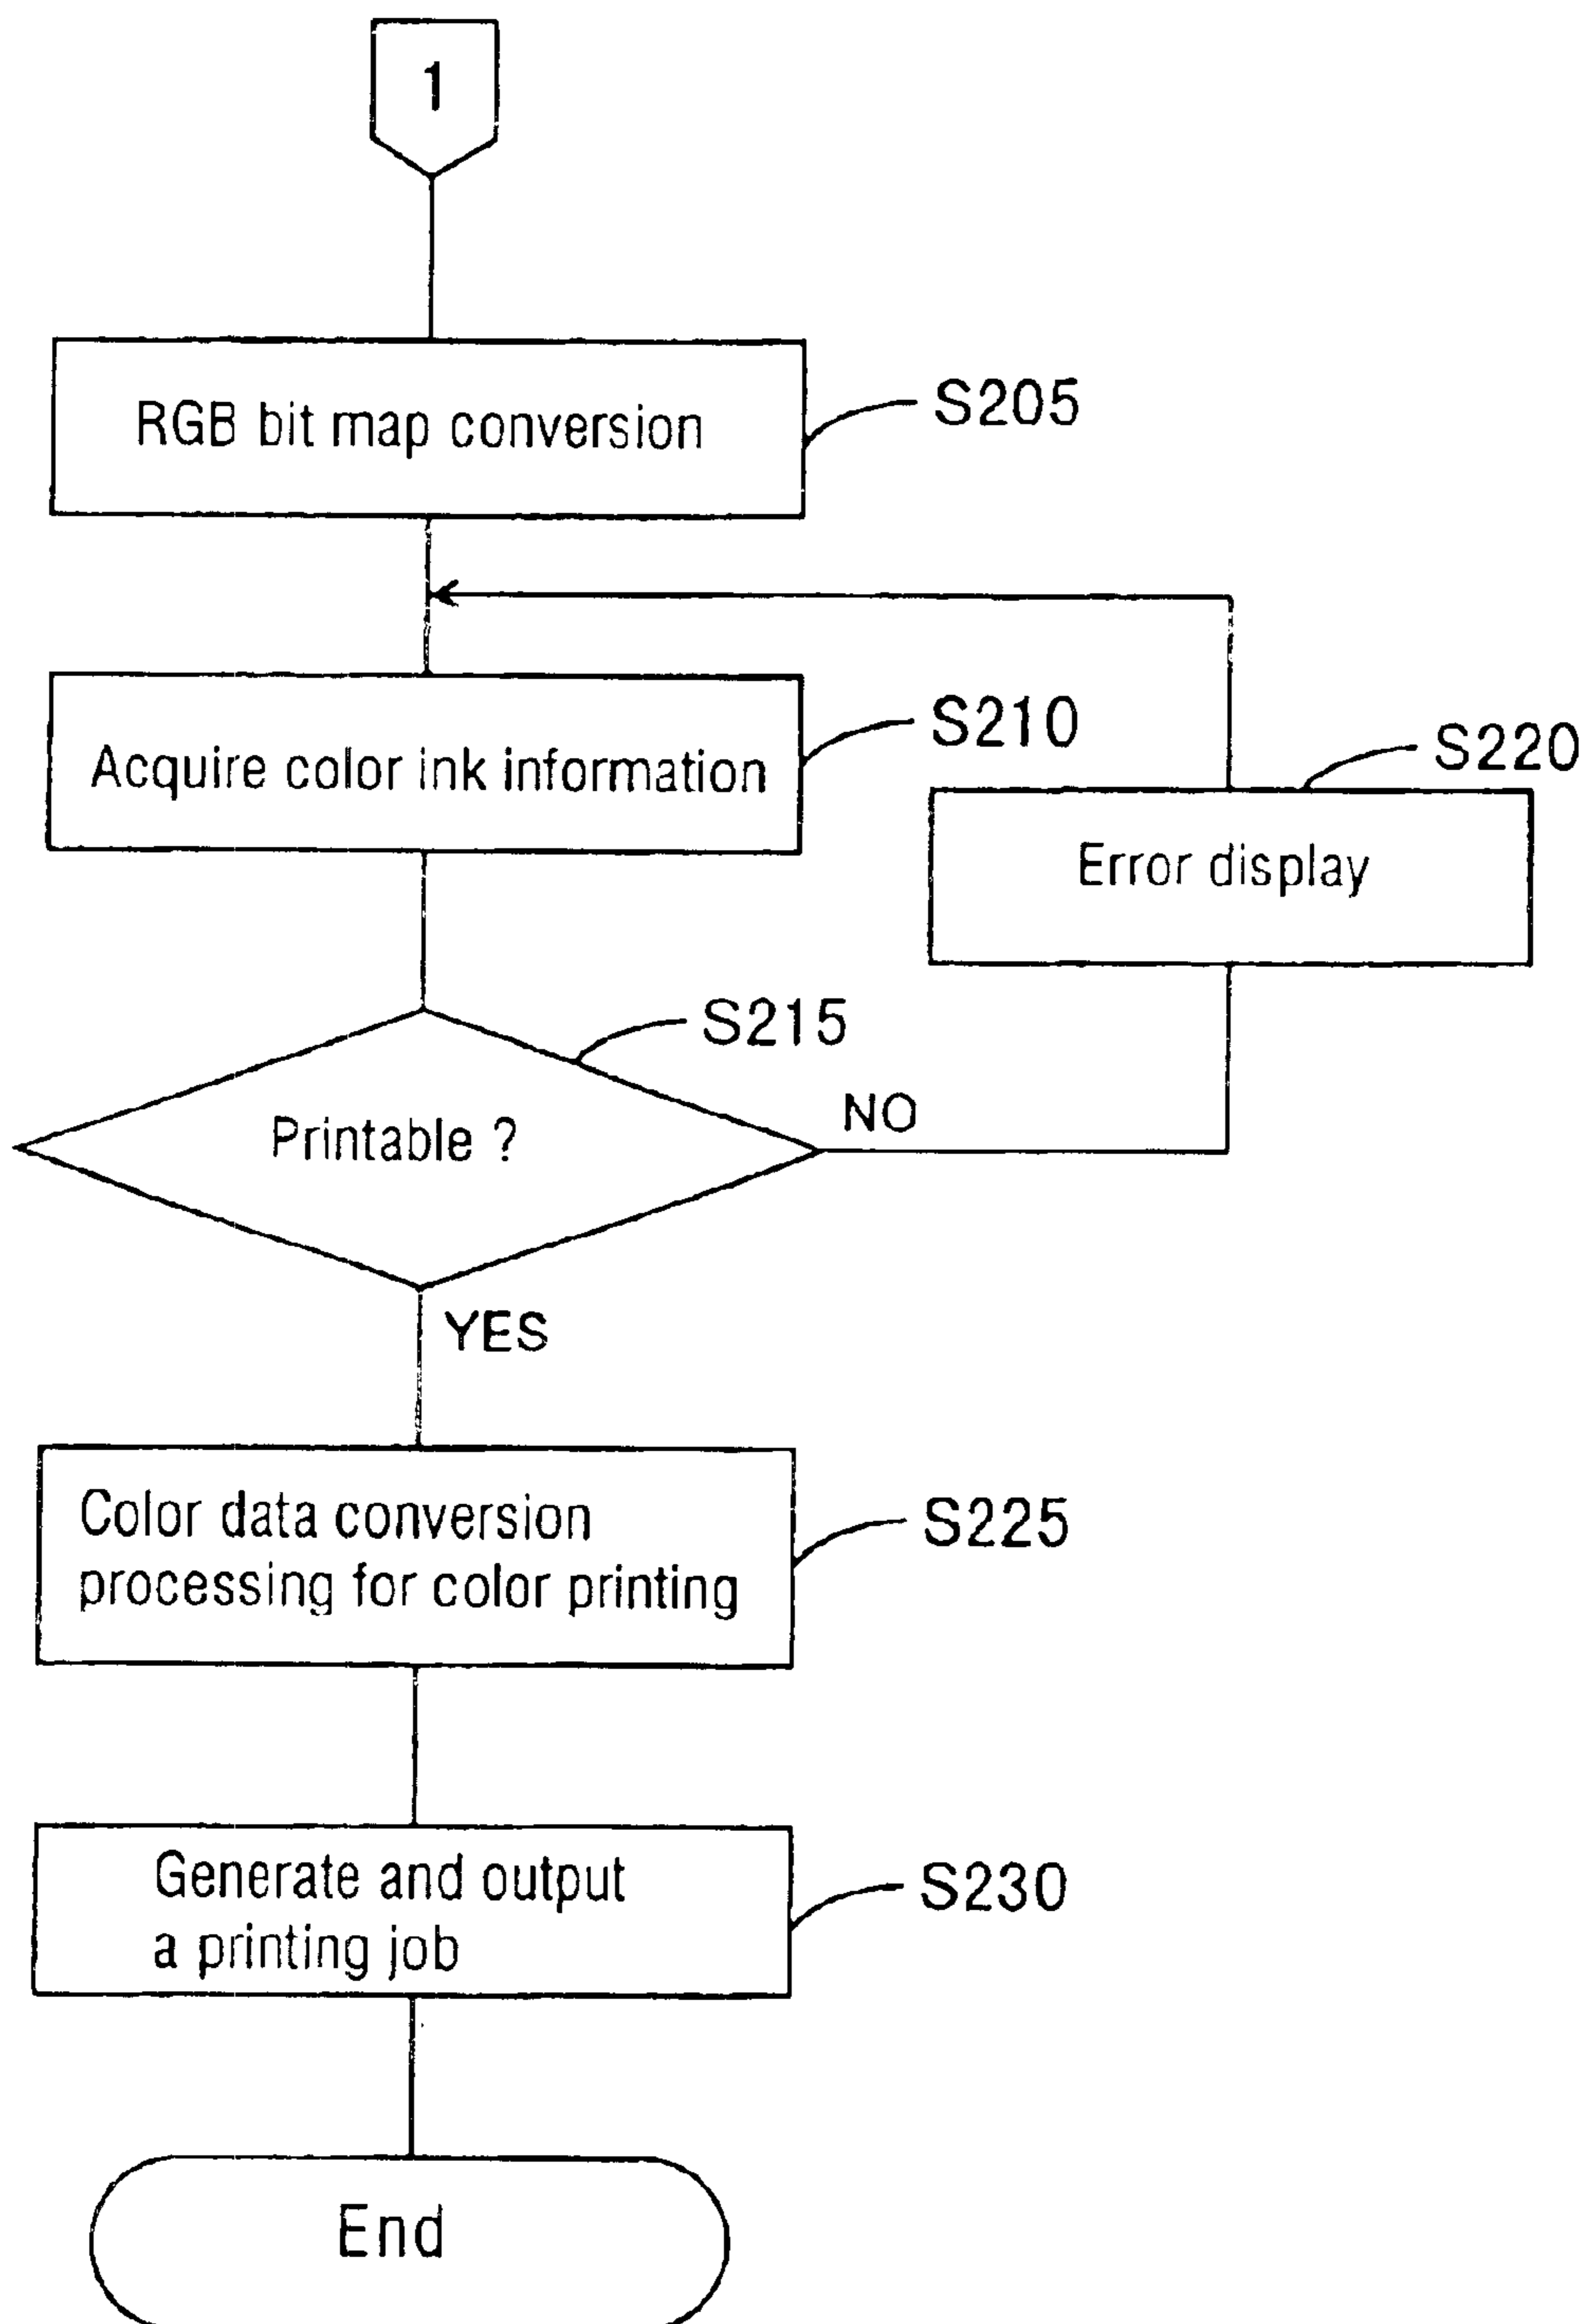 1
RGB bit map conversion
S205
Acquire color ink information
S210
S220
Error display
S215
Printable ?
NO
YES
Color data conversion
processing for color printing
S225
Generate and output
a printing job
S230
End